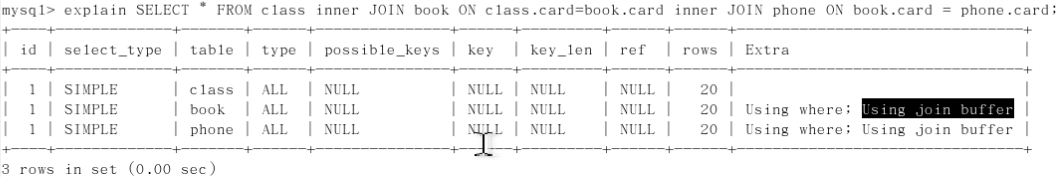 mysql> explain SELECT * FROM class inner JOIN book ON class.card=book.card inner JOIN phone ON book.card = phone.card;
+----+-------------+-------+------+---------------+------+---------+------+------+--------------------------------+
| id | select_type | table | type | possible_keys | key | key_len | ref | rows | Extra |
+----+-------------+-------+------+---------------+------+---------+------+------+--------------------------------+
| 1 | SIMPLE | class | ALL | NULL | NULL | NULL | NULL | 20 | |
| 1 | SIMPLE | book | ALL | NULL | NULL | NULL | NULL | 20 | Using where; Using join buffer |
| 1 | SIMPLE | phone | ALL | NULL | NULL | NULL | NULL | 20 | Using where; Using join buffer |
+----+-------------+-------+------+---------------+------+---------+------+------+--------------------------------+
3 rows in set (0.00 sec)